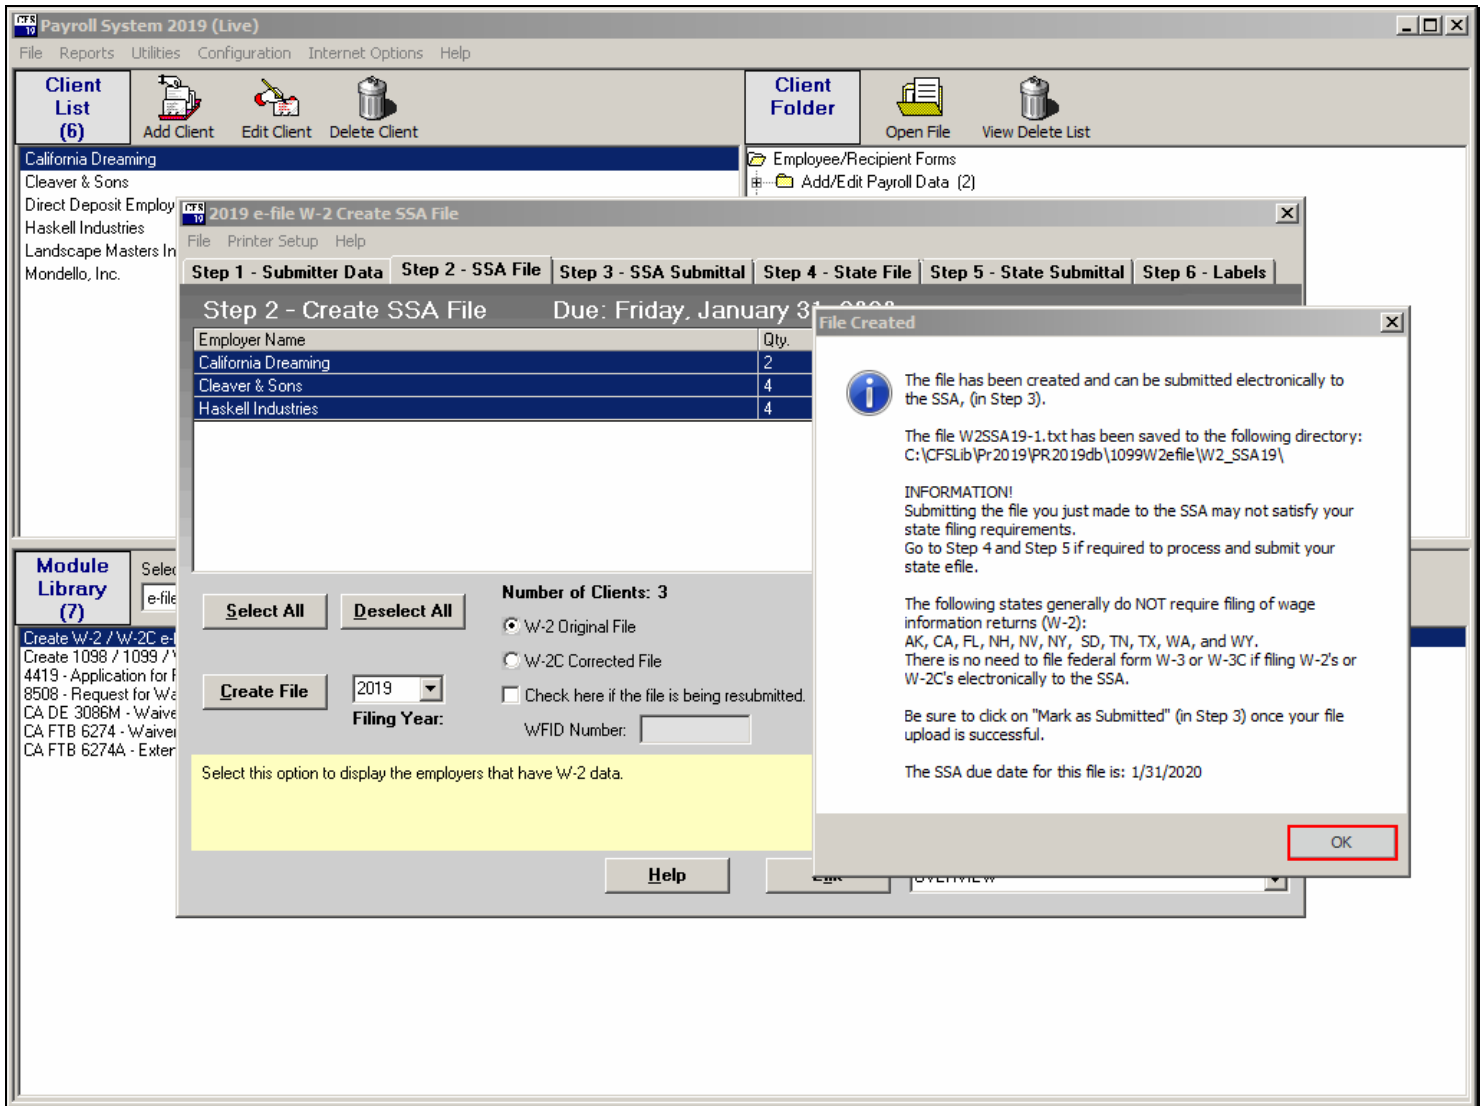 CFS 19 Payroll System 2019 (Live)
File Reports Utilities Configuration Internet Options Help
Client List (6)
Add Client Edit Client Delete Client
Client Folder
Open File View Delete List
California Dreaming
Cleaver & Sons
Direct Deposit Employ
Haskell Industries
Landscape Masters In
Mondello, Inc.
Employee/Recipient Forms
Add/Edit Payroll Data (2)
CFS 19 2019 e-file W-2 Create SSA File
File Printer Setup Help
Step 1 - Submitter Data Step 2 - SSA File Step 3 - SSA Submittal Step 4 - State File Step 5 - State Submittal Step 6 - Labels
Step 2 - Create SSA File Due: Friday, January 31,
Employer Name Qty.
California Dreaming 2
Cleaver & Sons 4
Haskell Industries 4
Select All Deselect All
Number of Clients: 3
W-2 Original File
W-2C Corrected File
Create File 2019
Filing Year:
Check here if the file is being resubmitted.
WFID Number:
Select this option to display the employers that have W-2 data.
Help
File Created
The file has been created and can be submitted electronically to
the SSA, (in Step 3).
The file W2SSA19-1.txt has been saved to the following directory:
C:\CFSLib\Pr2019\PR2019db\1099W2efile\W2_SSA19\
INFORMATION!
Submitting the file you just made to the SSA may not satisfy your
state filing requirements.
Go to Step 4 and Step 5 if required to process and submit your
state efile.
The following states generally do NOT require filing of wage
information returns (W-2):
AK, CA, FL, NH, NV, NY, SD, TN, TX, WA, and WY.
There is no need to file federal form W-3 or W-3C if filing W-2's or
W-2C's electronically to the SSA.
Be sure to click on "Mark as Submitted" (in Step 3) once your file
upload is successful.
The SSA due date for this file is: 1/31/2020
OK
Module Library (7)
Selec
e-file
Create W-2 / W-2C e-
Create 1098 / 1099 /
4419 - Application for F
8508 - Request for Wa
CA DE 3086M - Waive
CA FTB 6274 - Waiver
CA FTB 6274A - Exter